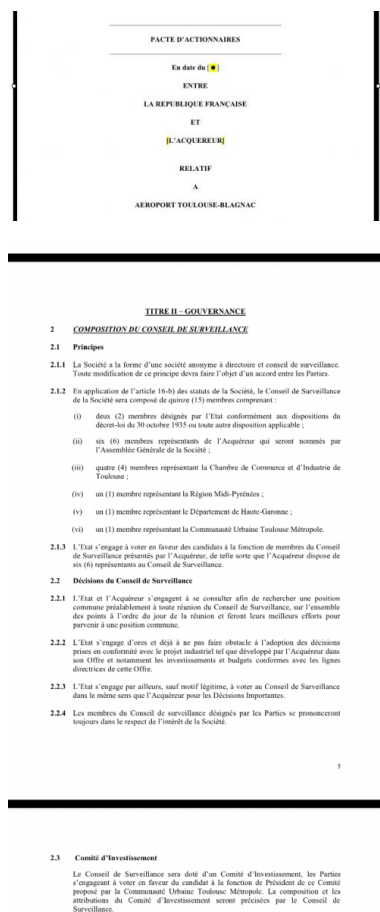 PACTE D'ACTIONNAIRES
En date du [●]
ENTRE
LA REPUBLIQUE FRANÇAISE
ET
[L'ACQUEREUR]
RELATIF
A
AEROPORT TOULOUSE-BLAGNAC
TITRE II – GOUVERNANCE
2 COMPOSITION DU CONSEIL DE SURVEILLANCE
2.1 Principes
2.1.1 La Société a la forme d'une société anonyme à directoire et conseil de surveillance.
Toute modification de ce principe devra faire l'objet d'un accord entre les Parties.
2.1.2 En application de l'article 16-b) des statuts de la Société, le Conseil de Surveillance
de la Société sera composé de quinze (15) membres comprenant :
(i) deux (2) membres désignés par l'Etat conformément aux dispositions du
décret-loi du 30 octobre 1935 ou toute autre disposition applicable ;
(ii) six (6) membres représentants de l'Acquéreur qui seront nommés par
l'Assemblée Générale de la Société ;
(iii) quatre (4) membres représentant la Chambre de Commerce et d'Industrie de
Toulouse ;
(iv) un (1) membre représentant la Région Midi-Pyrénées ;
(v) un (1) membre représentant le Département de Haute-Garonne ;
(vi) un (1) membre représentant la Communauté Urbaine Toulouse Métropole.
2.1.3 L'Etat s'engage à voter en faveur des candidats à la fonction de membres du Conseil
de Surveillance présentés par l'Acquéreur, de telle sorte que l'Acquéreur dispose de
six (6) représentants au Conseil de Surveillance.
2.2 Décisions du Conseil de Surveillance
2.2.1 L'Etat et l'Acquéreur s'engagent à se consulter afin de rechercher une position
commune préalablement à toute réunion du Conseil de Surveillance, sur l'ensemble
des points à l'ordre du jour de la réunion et feront leurs meilleurs efforts pour
parvenir à une position commune.
2.2.2 L'Etat s'engage d'ores et déjà à ne pas faire obstacle à l'adoption des décisions
prises en conformité avec le projet industriel tel que développé par l'Acquéreur dans
son Offre et notamment les investissements et budgets conformes avec les lignes
directrices de cette Offre.
2.2.3 L'Etat s'engage par ailleurs, sauf motif légitime, à voter au Conseil de Surveillance
dans le même sens que l'Acquéreur pour les Décisions Importantes.
2.2.4 Les membres du Conseil de surveillance désignés par les Parties se prononceront
toujours dans le respect de l'intérêt de la Société.
5
2.3 Comité d'Investissement
Le Conseil de Surveillance sera doté d'un Comité d'Investissement, les Parties
s'engageant à voter en faveur du candidat à la fonction de Président de ce Comité
proposé par la Communauté Urbaine Toulouse Métropole. La composition et les
attributions du Comité d'Investissement seront précisées par le Conseil de
Surveillance.